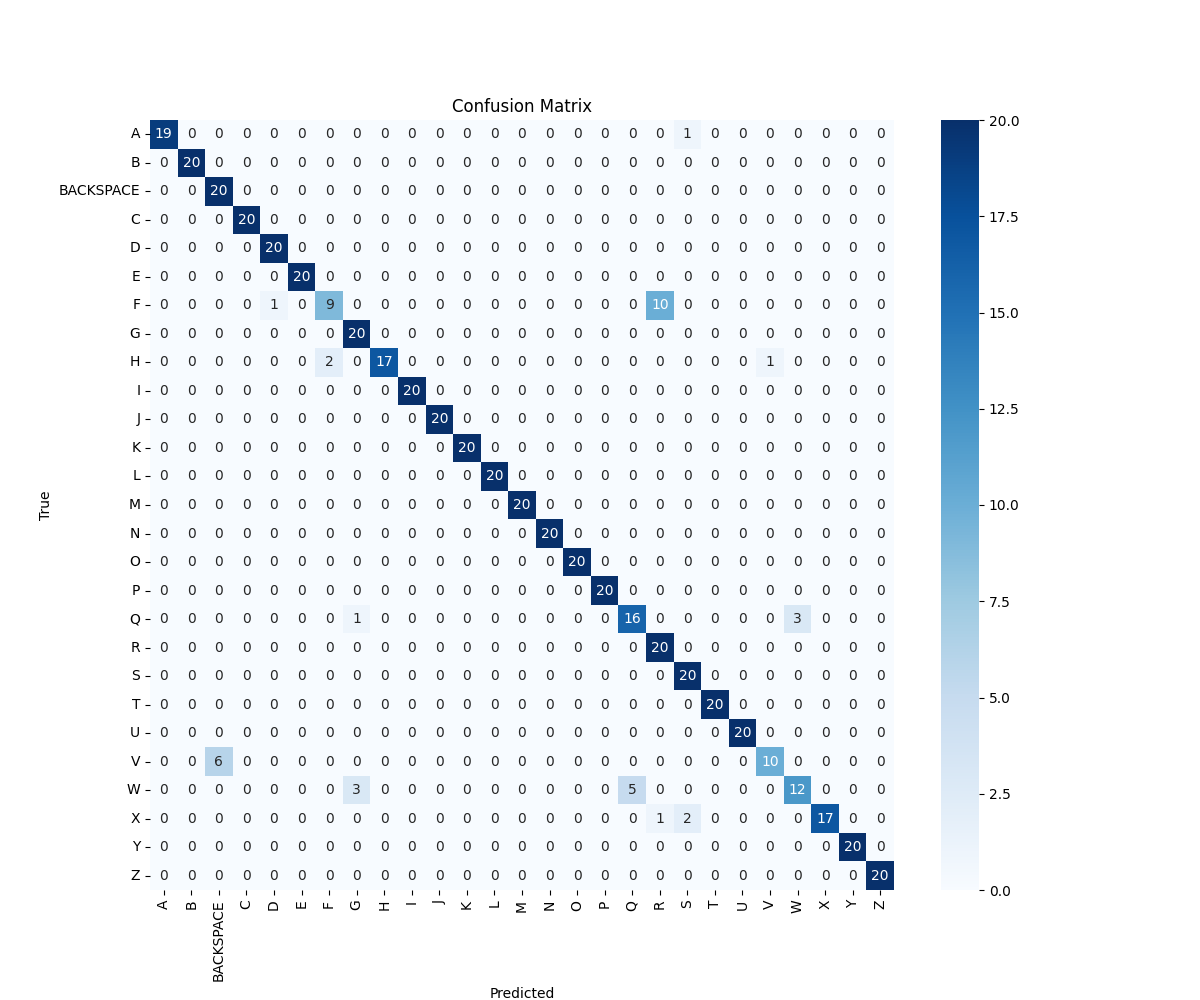 Confusion Matrix
True
A 19 0 0 0 0 0 0 0 0 0 0 0 0 0 0 0 0 0 0 1 0 0 0 0 0 0 0
B 0 20 0 0 0 0 0 0 0 0 0 0 0 0 0 0 0 0 0 0 0 0 0 0 0 0 0
BACKSPACE 0 0 20 0 0 0 0 0 0 0 0 0 0 0 0 0 0 0 0 0 0 0 0 0 0 0 0
C 0 0 0 20 0 0 0 0 0 0 0 0 0 0 0 0 0 0 0 0 0 0 0 0 0 0 0
D 0 0 0 0 20 0 0 0 0 0 0 0 0 0 0 0 0 0 0 0 0 0 0 0 0 0 0
E 0 0 0 0 0 20 0 0 0 0 0 0 0 0 0 0 0 0 0 0 0 0 0 0 0 0 0
F 0 0 0 0 1 0 9 0 0 0 0 0 0 0 0 0 0 0 10 0 0 0 0 0 0 0 0
G 0 0 0 0 0 0 0 20 0 0 0 0 0 0 0 0 0 0 0 0 0 0 0 0 0 0 0
H 0 0 0 0 0 0 2 0 17 0 0 0 0 0 0 0 0 0 0 0 0 0 1 0 0 0 0
I 0 0 0 0 0 0 0 0 0 20 0 0 0 0 0 0 0 0 0 0 0 0 0 0 0 0 0
J 0 0 0 0 0 0 0 0 0 0 20 0 0 0 0 0 0 0 0 0 0 0 0 0 0 0 0
K 0 0 0 0 0 0 0 0 0 0 0 20 0 0 0 0 0 0 0 0 0 0 0 0 0 0 0
L 0 0 0 0 0 0 0 0 0 0 0 0 20 0 0 0 0 0 0 0 0 0 0 0 0 0 0
M 0 0 0 0 0 0 0 0 0 0 0 0 0 20 0 0 0 0 0 0 0 0 0 0 0 0 0
N 0 0 0 0 0 0 0 0 0 0 0 0 0 0 20 0 0 0 0 0 0 0 0 0 0 0 0
O 0 0 0 0 0 0 0 0 0 0 0 0 0 0 0 20 0 0 0 0 0 0 0 0 0 0 0
P 0 0 0 0 0 0 0 0 0 0 0 0 0 0 0 0 20 0 0 0 0 0 0 0 0 0 0
Q 0 0 0 0 0 0 0 1 0 0 0 0 0 0 0 0 0 16 0 0 0 0 0 3 0 0 0
R 0 0 0 0 0 0 0 0 0 0 0 0 0 0 0 0 0 0 20 0 0 0 0 0 0 0 0
S 0 0 0 0 0 0 0 0 0 0 0 0 0 0 0 0 0 0 0 20 0 0 0 0 0 0 0
T 0 0 0 0 0 0 0 0 0 0 0 0 0 0 0 0 0 0 0 0 20 0 0 0 0 0 0
U 0 0 0 0 0 0 0 0 0 0 0 0 0 0 0 0 0 0 0 0 0 20 0 0 0 0 0
V 0 0 6 0 0 0 0 0 0 0 0 0 0 0 0 0 0 0 0 0 0 0 10 0 0 0 0
W 0 0 0 0 0 0 0 3 0 0 0 0 0 0 0 0 0 5 0 0 0 0 0 12 0 0 0
X 0 0 0 0 0 0 0 0 0 0 0 0 0 0 0 0 0 0 1 2 0 0 0 0 17 0 0
Y 0 0 0 0 0 0 0 0 0 0 0 0 0 0 0 0 0 0 0 0 0 0 0 0 0 20 0
Z 0 0 0 0 0 0 0 0 0 0 0 0 0 0 0 0 0 0 0 0 0 0 0 0 0 0 20
A B BACKSPACE C D E F G H I J K L M N O P Q R S T U V W X Y Z
Predicted
20.0
17.5
15.0
12.5
10.0
7.5
5.0
2.5
0.0